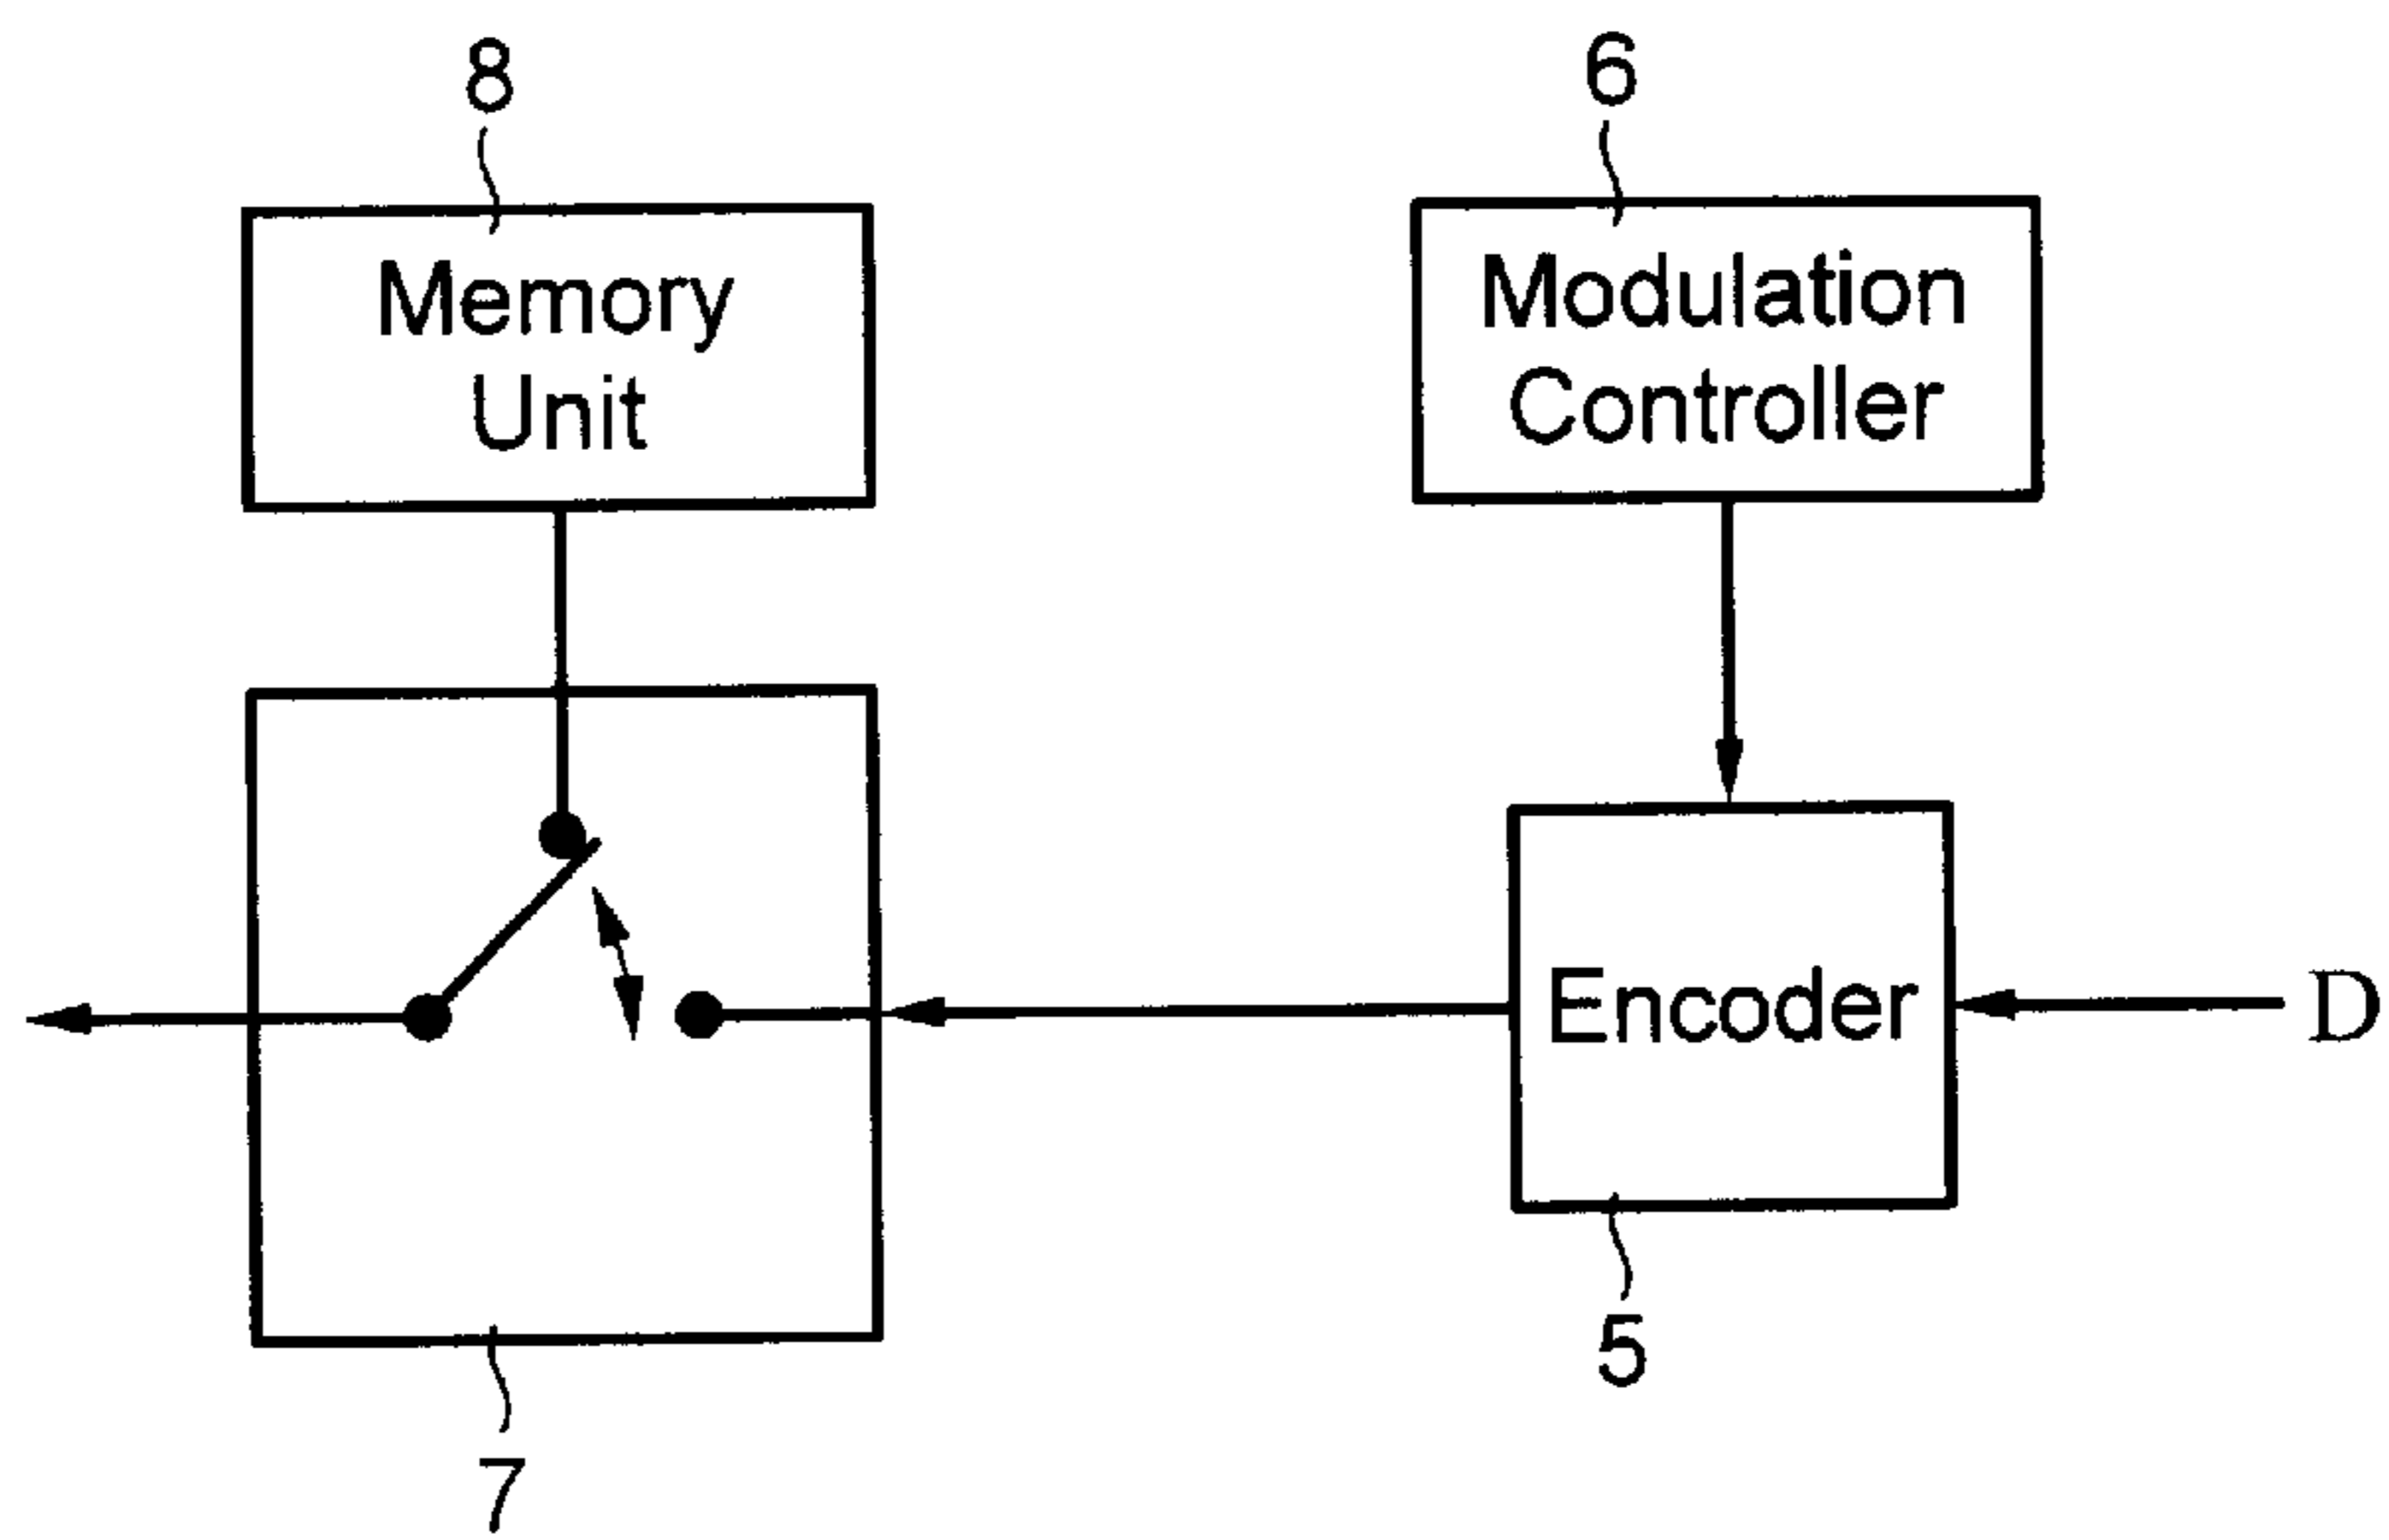 8
6
Memory
Unit
Modulation
Controller
Encoder
D
5
7